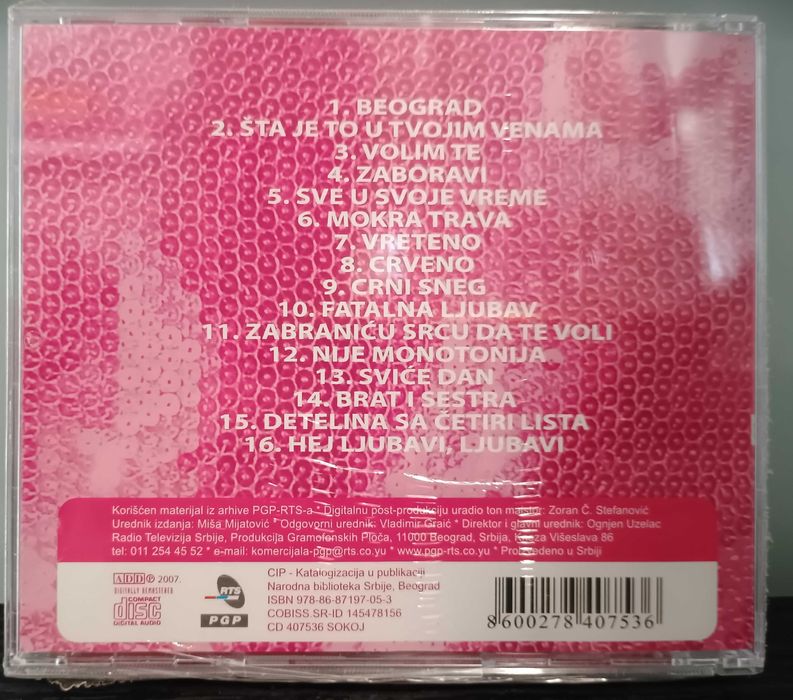 1. BEOGRAD
2. ŠTA JE TO U TVOJIM VENAMA
3. VOLIM TE
4. ZABORAVI
5. SVE U SVOJE VREME
6. MOKRA TRAVA
7. VRETENO
8. CRVENO
9. CRNI SNEG
10. FATALNA LJUBAV
11. ZABRANIĆU SRCU DA TE VOLI
12. NIJE MONOTONIJA
13. SVIĆE DAN
14. BRAT I SESTRA
15. DETELINA SA ČETIRI LISTA
16. HEJ LJUBAVI, LJUBAVI
Korišćen materijal iz arhive PGP-RTS-a * Digitalnu post-produkciju uradio ton majstor: Zoran Č. Stefanović
Urednik izdanja: Miša Mijatović * Odgovorni urednik: Vladimir Graić * Direktor i glavni urednik: Ognjen Uzelac
Radio Televizija Srbije, Produkcija Gramofonskih Ploča, 11000 Beograd, Srbija, Kneza Višeslava 86
tel: 011 254 45 52 * e-mail: komercijala-pgp@rts.co.yu * www.pgp-rts.co.yu * Proizvedeno u Srbiji
ADD ℗ 2007.
DIGITALLY REMASTERED
COMPACT
disc
DIGITAL AUDIO
RTS
PGP
CIP - Katalogizacija u publikaciji
Narodna biblioteka Srbije, Beograd
ISBN 978-86-87197-05-3
COBISS.SR-ID 145478156
CD 407536 SOKOJ
8600278 407536